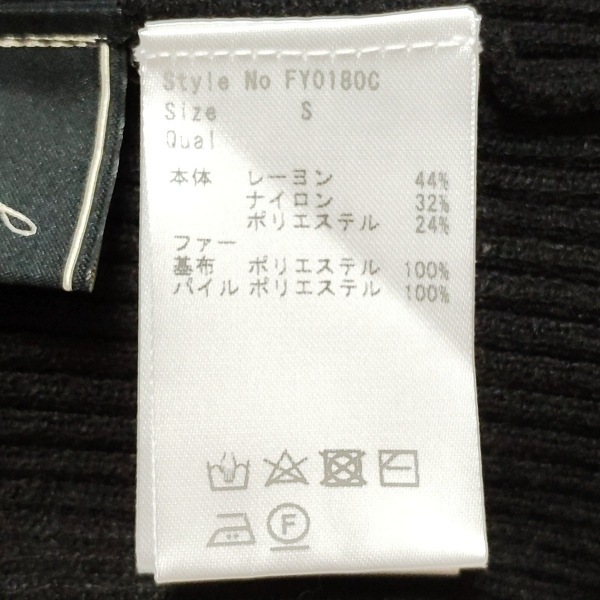 Style No FY0180C
Size S
Qual
本体 レーヨン 44%
ナイロン 32%
ポリエステル 24%
ファー
基布 ポリエステル 100%
パイル ポリエステル 100%
F